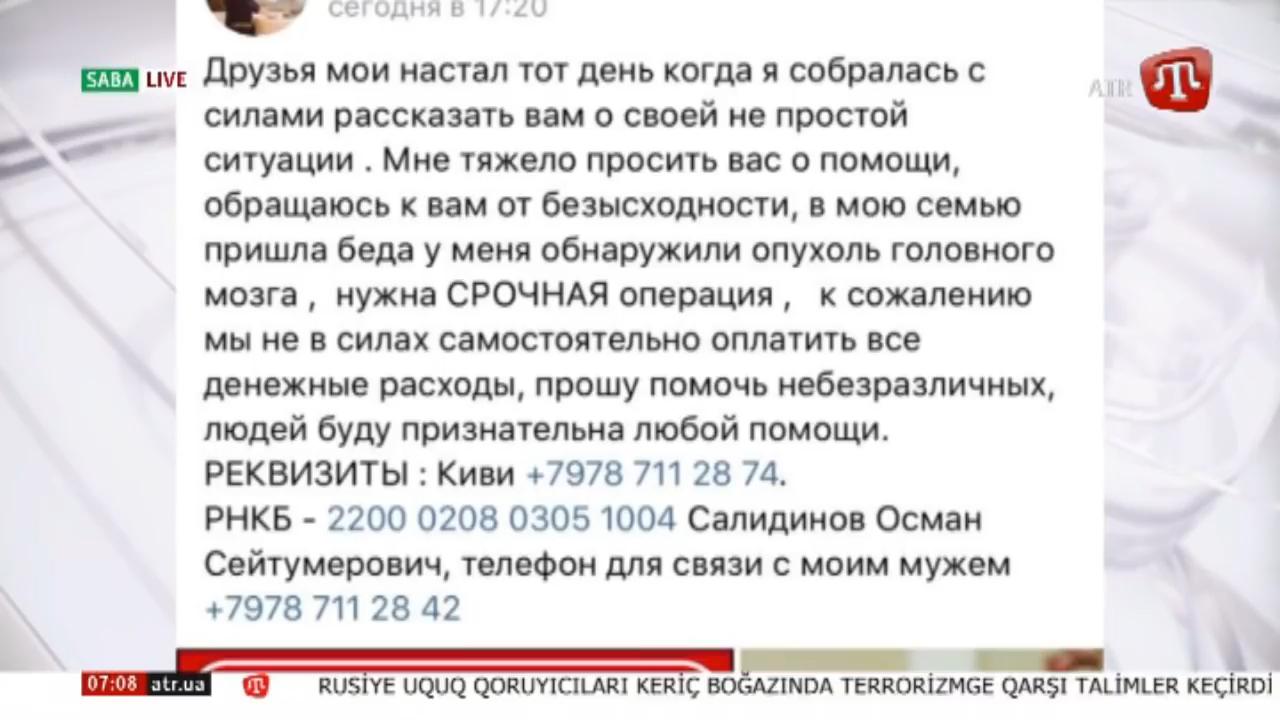 сегодня в 17:20
SABA LIVE
ATR
Друзья мои настал тот день когда я собралась с
силами рассказать вам о своей не простой
ситуации . Мне тяжело просить вас о помощи,
обращаюсь к вам от безысходности, в мою семью
пришла беда у меня обнаружили опухоль головного
мозга , нужна СРОЧНАЯ операция , к сожалению
мы не в силах самостоятельно оплатить все
денежные расходы, прошу помочь небезразличных,
людей буду признательна любой помощи.
РЕКВИЗИТЫ : Киви +7978 711 28 74.
РНКБ - 2200 0208 0305 1004 Салидинов Осман
Сейтумерович, телефон для связи с моим мужем
+7978 711 28 42
07:08 atr.ua
RUSİYE UQUQ QORUYICILARI KERİÇ BOĞAZINDA TERRORİZMGE QARŞI TALİMLER KEÇİRDİ